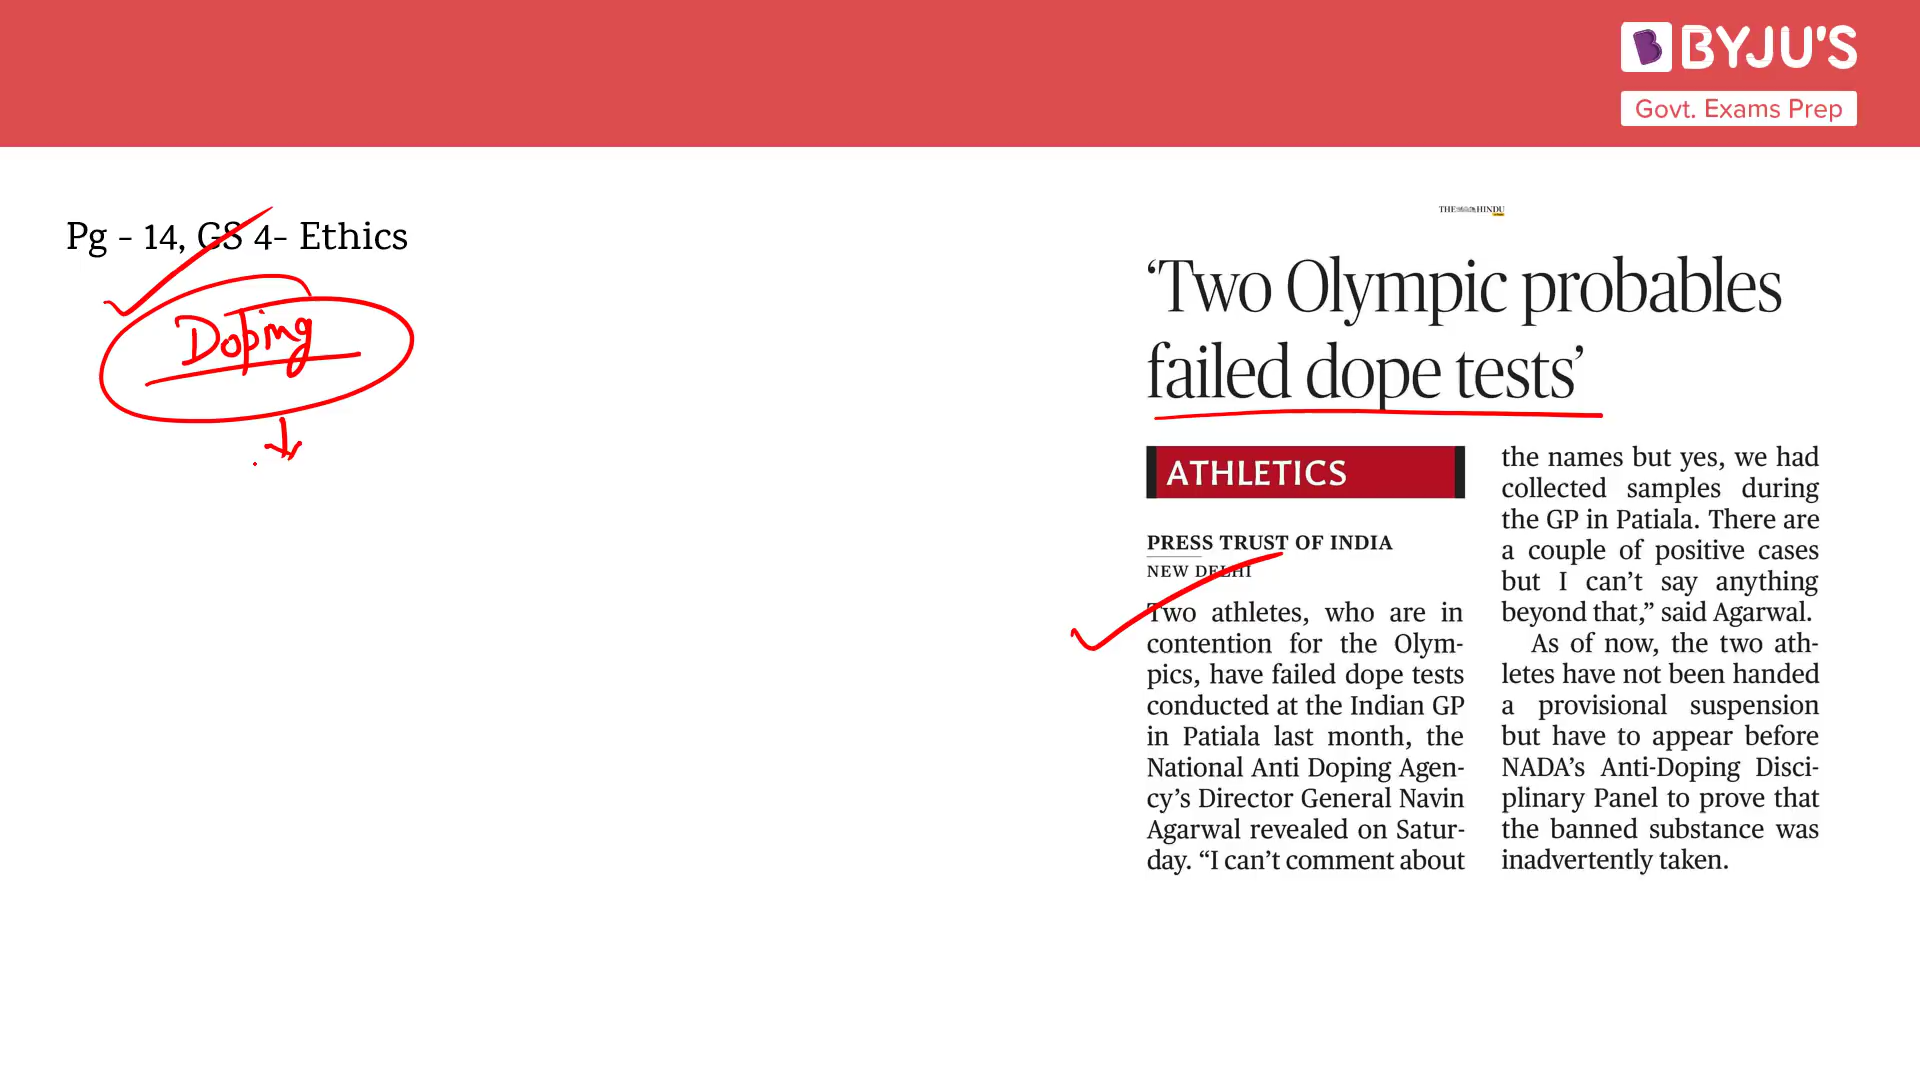 BYJU'S
Govt. Exams Prep
Pg - 14, GS 4- Ethics
Doping
THE HINDU
‘Two Olympic probables
failed dope tests’
ATHLETICS
PRESS TRUST OF INDIA
NEW DELHI
Two athletes, who are in
contention for the Olym-
pics, have failed dope tests
conducted at the Indian GP
in Patiala last month, the
National Anti Doping Agen-
cy’s Director General Navin
Agarwal revealed on Satur-
day. “I can’t comment about
the names but yes, we had
collected samples during
the GP in Patiala. There are
a couple of positive cases
but I can’t say anything
beyond that,” said Agarwal.
As of now, the two ath-
letes have not been handed
a provisional suspension
but have to appear before
NADA’s Anti-Doping Disci-
plinary Panel to prove that
the banned substance was
inadvertently taken.